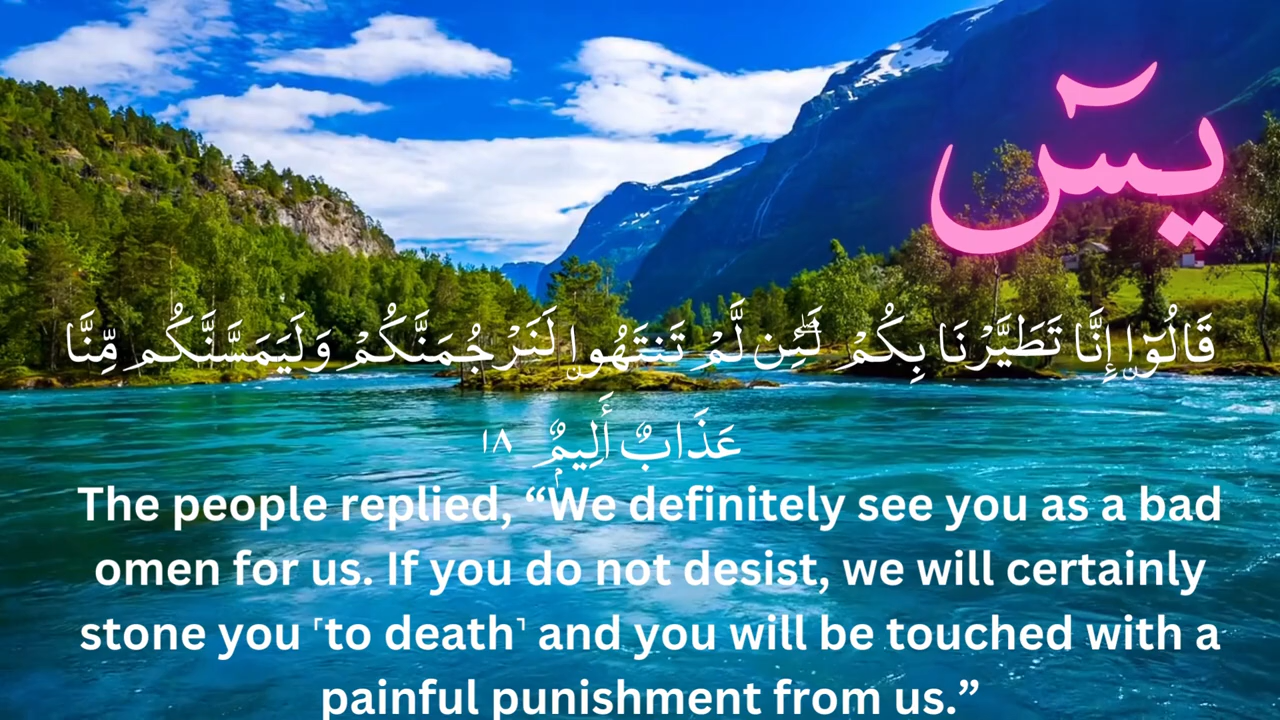 يسٓ
قَالُوٓا۟ إِنَّا تَطَيَّرْنَا بِكُمْ ۖ لَئِن لَّمْ تَنتَهُوا۟ لَنَرْجُمَنَّكُمْ وَلَيَمَسَّنَّكُم مِّنَّا
عَذَابٌ أَلِيمٌۭ ١٨
The people replied, “We definitely see you as a bad
omen for us. If you do not desist, we will certainly
stone you ˹to death˺ and you will be touched with a
painful punishment from us.”